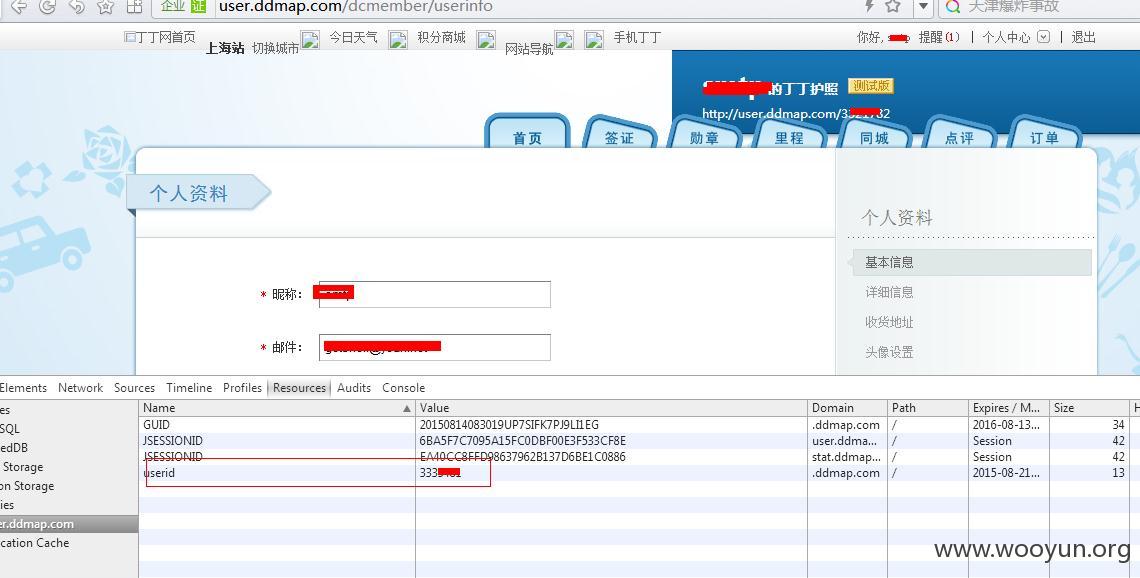 企业 证 user.ddmap.com/dcmember/userinfo 天津爆炸事故
丁丁网首页 上海站 切换城市 今日天气 积分商城 网站导航 手机丁丁 你好, 提醒(1) | 个人中心 | 退出
的丁丁护照 测试版
http://user.ddmap.com/3 32
首页 签证 勋章 里程 同城 点评 订单
个人资料
个人资料
基本信息
详细信息
收货地址
头像设置
* 昵称:
* 邮件:
Elements Network Sources Timeline Profiles Resources Audits Console
Name Value Domain Path Expires / M... Size H
GUID 20150814083019UP7SIFK7PJ9LI1EG .ddmap.com / 2016-08-13... 34
JSESSIONID 6BA5F7C7095A15FC0DBF00E3F533CF8E user.ddma... / Session 42
JSESSIONID EA40CC8FFD98637962B137D6BE1C0886 stat.ddmap... / Session 42
userid 333 .ddmap.com / 2015-08-21... 13
es
SQL
edDB
Storage
on Storage
ies
er.ddmap.com
cation Cache
www.wooyun.org